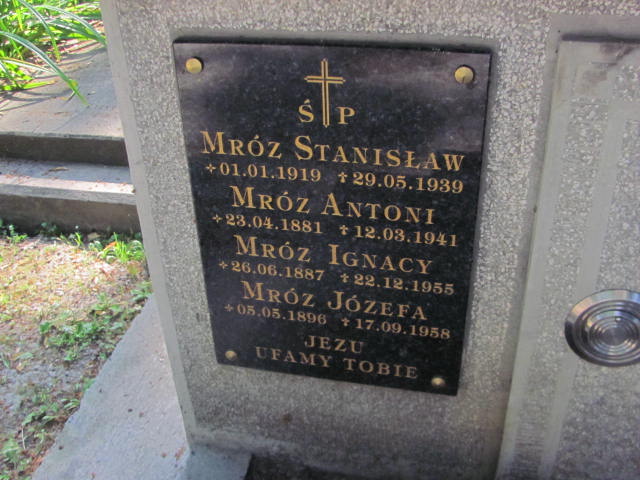 Ś P
MRÓZ STANISŁAW
+01.01.1919 +29.05.1939
MRÓZ ANTONI
+23.04.1881 +12.03.1941
MRÓZ IGNACY
+26.06.1887 +22.12.1955
MRÓZ JÓZEFA
+05.05.1896 +17.09.1958
JEZU
UFAMY TOBIE